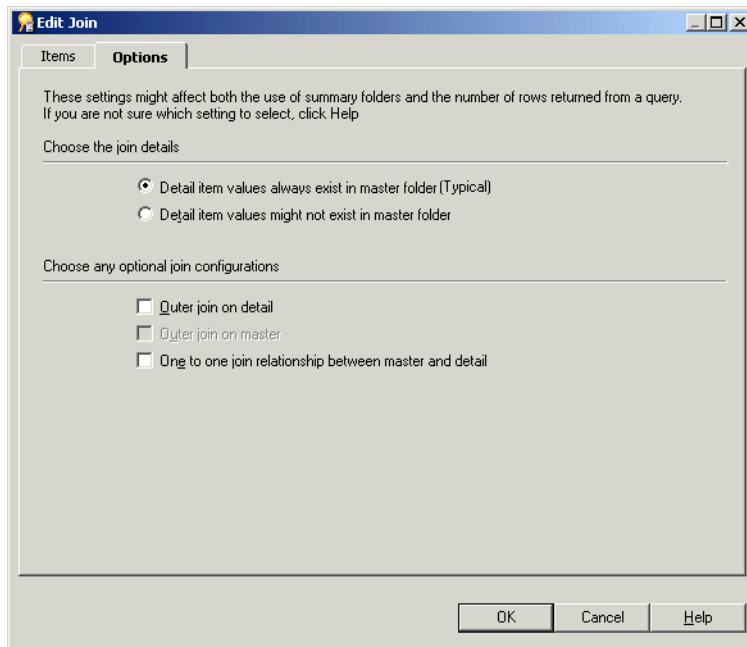 Edit Join
Items
Options
These settings might affect both the use of summary folders and the number of rows returned from a query.
If you are not sure which setting to select, click Help
Choose the join details
Detail item values always exist in master folder (Typical)
Detail item values might not exist in master folder
Choose any optional join configurations
Outer join on detail
Outer join on master
One to one join relationship between master and detail
OK
Cancel
Help